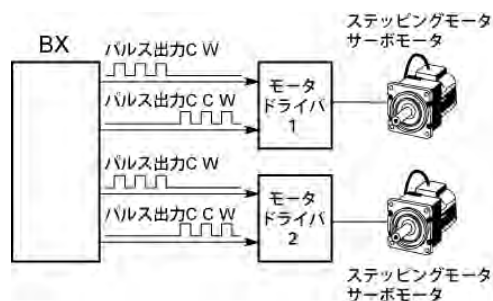 ステッピングモータ
サーボモータ
BX
パルス出力CW
モータ
ドライバ
1
パルス出力CCW
パルス出力CW
モータ
ドライバ
2
パルス出力CCW
ステッピングモータ
サーボモータ